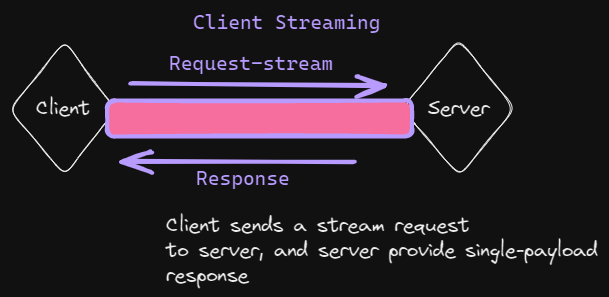 Client Streaming
Request-stream
Client
Server
Response
Client sends a stream request
to server, and server provide single-payload
response